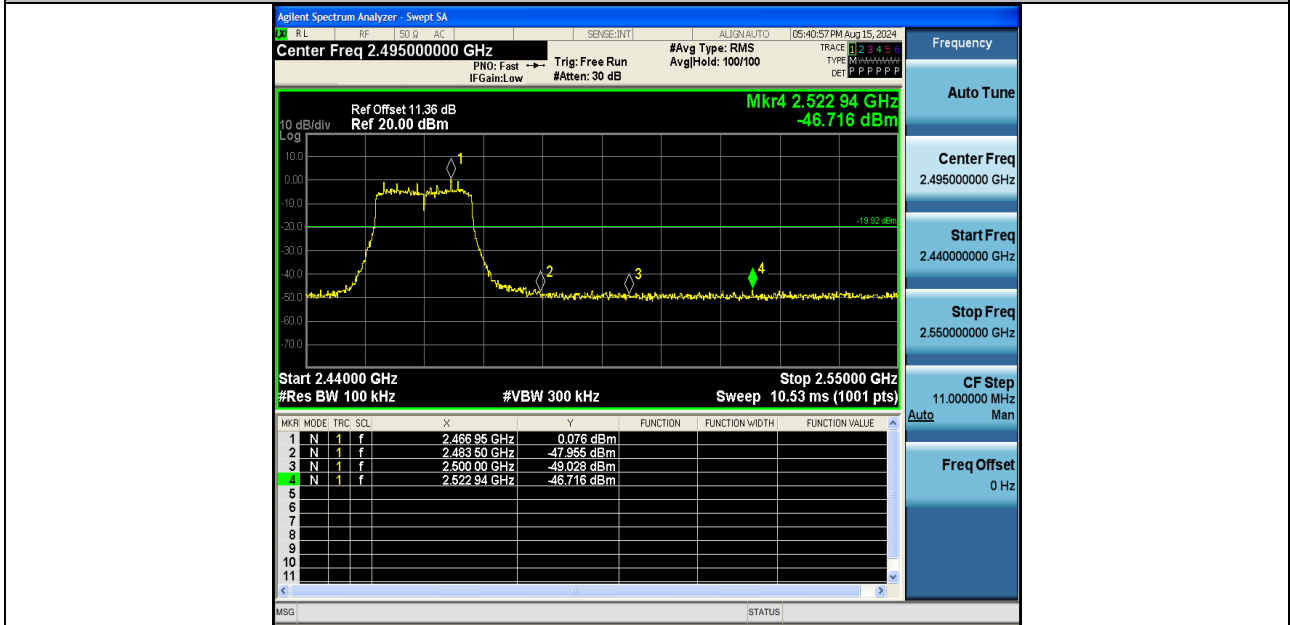 Agilent Spectrum Analyzer - Swept SA
LXI RL RF 50 Ω AC SENSE:INT ALIGN AUTO 05:40:57 PM Aug 15, 2024
Center Freq 2.495000000 GHz
PNO: Fast
IFGain:Low
Trig: Free Run
#Atten: 30 dB
#Avg Type: RMS
Avg|Hold: 100/100
TRACE 1 2 3 4 5 6
TYPE M
DET P P P P P P
Ref Offset 11.36 dB
10 dB/div Ref 20.00 dBm
Log
Mkr4 2.522 94 GHz
-46.716 dBm
10.0
0.00
-10.0
-20.0
-30.0
-40.0
-50.0
-60.0
-70.0
1
2
3
4
-19.92 dBm
Start 2.44000 GHz Stop 2.55000 GHz
#Res BW 100 kHz #VBW 300 kHz Sweep 10.53 ms (1001 pts)
MKR MODE TRC SCL X Y FUNCTION FUNCTION WIDTH FUNCTION VALUE
1 N 1 f 2.466 95 GHz 0.076 dBm
2 N 1 f 2.483 50 GHz -47.955 dBm
3 N 1 f 2.500 00 GHz -49.028 dBm
4 N 1 f 2.522 94 GHz -46.716 dBm
5
6
7
8
9
10
11
MSG STATUS
Frequency
Auto Tune
Center Freq
2.495000000 GHz
Start Freq
2.440000000 GHz
Stop Freq
2.550000000 GHz
CF Step
11.000000 MHz
Auto Man
Freq Offset
0 Hz